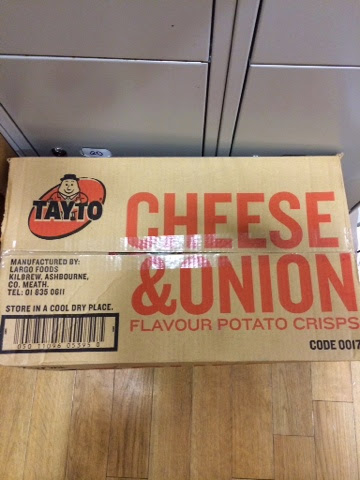 TAYTO
CHEESE
&UNION
FLAVOUR POTATO CRISPS
CODE 0017
MANUFACTURED BY:
LARGO FOODS
KILBREW, ASHBOURNE,
CO. MEATH.
TEL: 01 835 0611
STORE IN A COOL DRY PLACE.